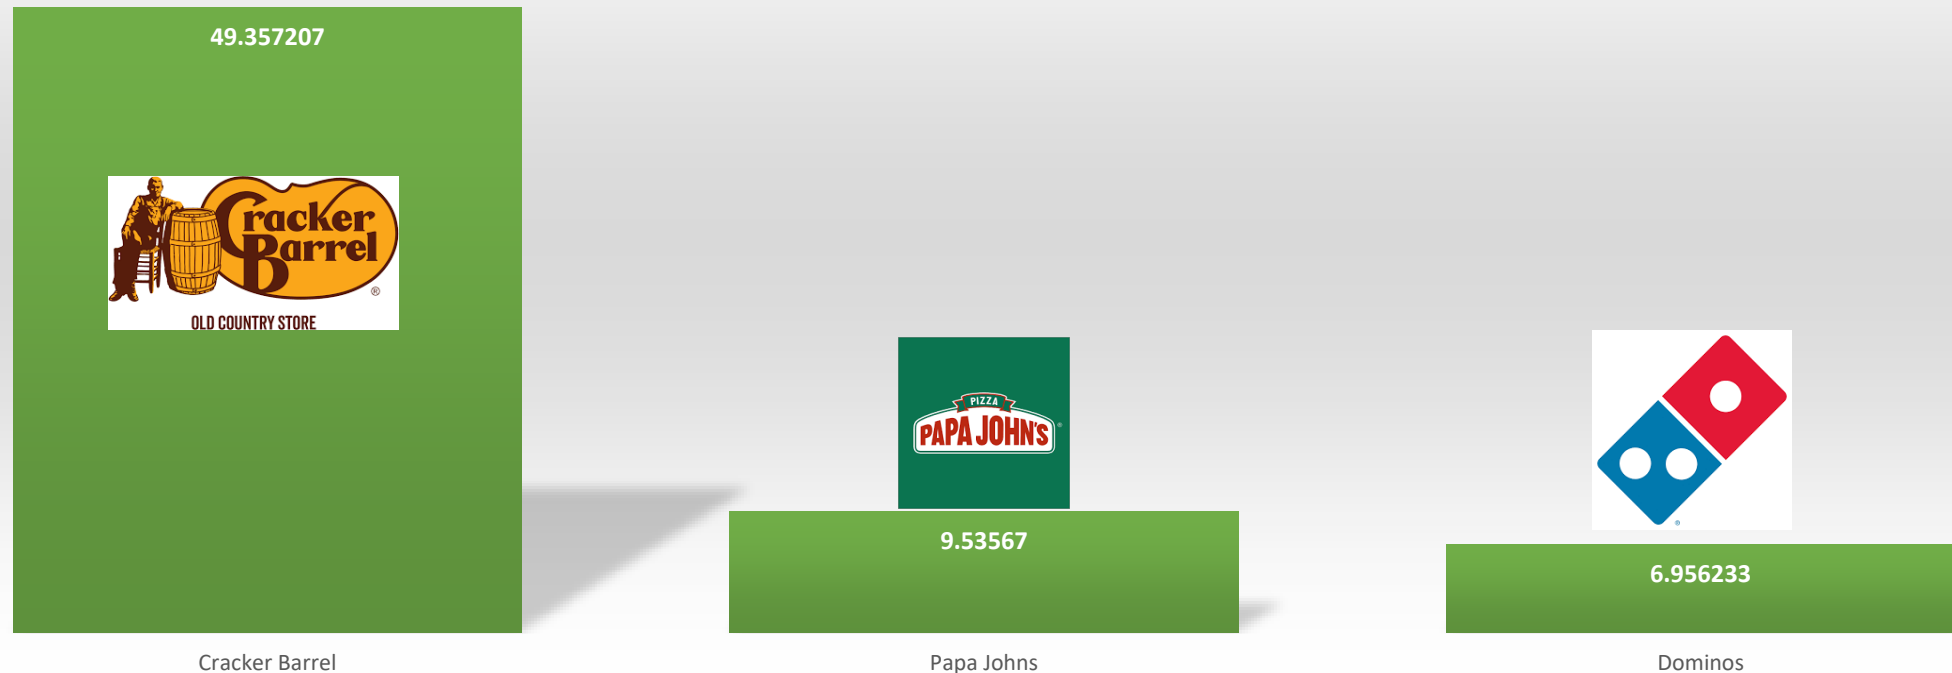 49.357207
Cracker
Barrel
®
OLD COUNTRY STORE
PIZZA
PAPA JOHN'S
®
9.53567
®
6.956233
Cracker Barrel
Papa Johns
Dominos